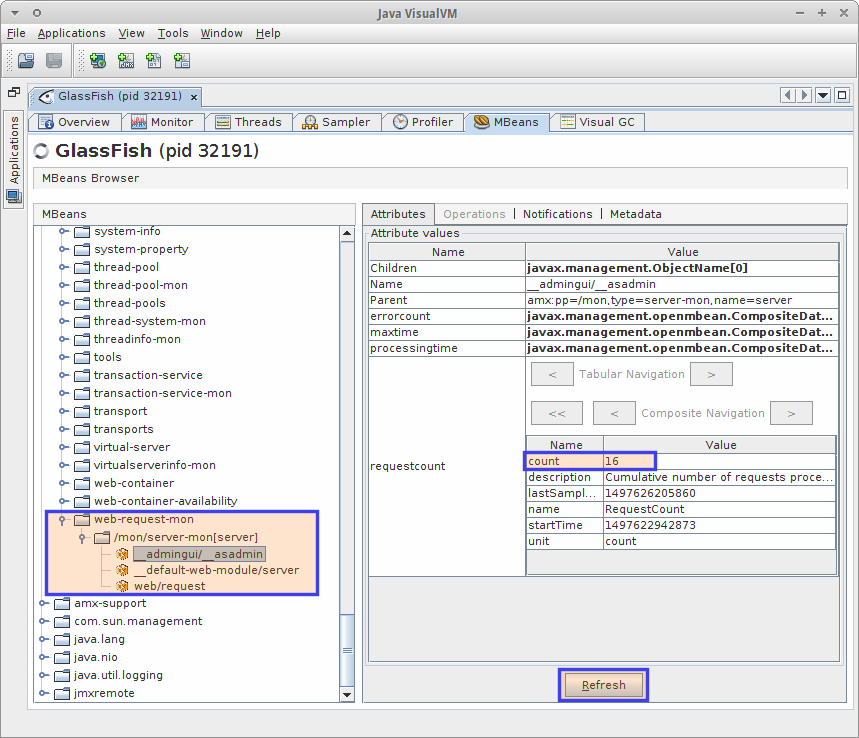 Java VisualVM
File Applications View Tools Window Help
GlassFish (pid 32191) ×
Applications
Overview Monitor Threads Sampler Profiler MBeans Visual GC
GlassFish (pid 32191)
MBeans Browser
MBeans
system-info
system-property
thread-pool
thread-pool-mon
thread-pools
thread-system-mon
threadinfo-mon
tools
transaction-service
transaction-service-mon
transport
transports
virtual-server
virtualserverinfo-mon
web-container
web-container-availability
web-request-mon
/mon/server-mon[server]
__admingui/__asadmin
__default-web-module/server
web/request
amx-support
com.sun.management
java.lang
java.nio
java.util.logging
jmxremote
Attributes Operations Notifications Metadata
Attribute values
Name Value
Children javax.management.ObjectName[0]
Name __admingui/__asadmin
Parent amx:pp=/mon,type=server-mon,name=server
errorcount javax.management.openmbean.CompositeDat...
maxtime javax.management.openmbean.CompositeDat...
processingtime javax.management.openmbean.CompositeDat...
requestcount
< Tabular Navigation >
<< < Composite Navigation >
Name Value
count 16
description Cumulative number of requests proce...
lastSampl... 1497626205860
name RequestCount
startTime 1497622942873
unit count
Refresh